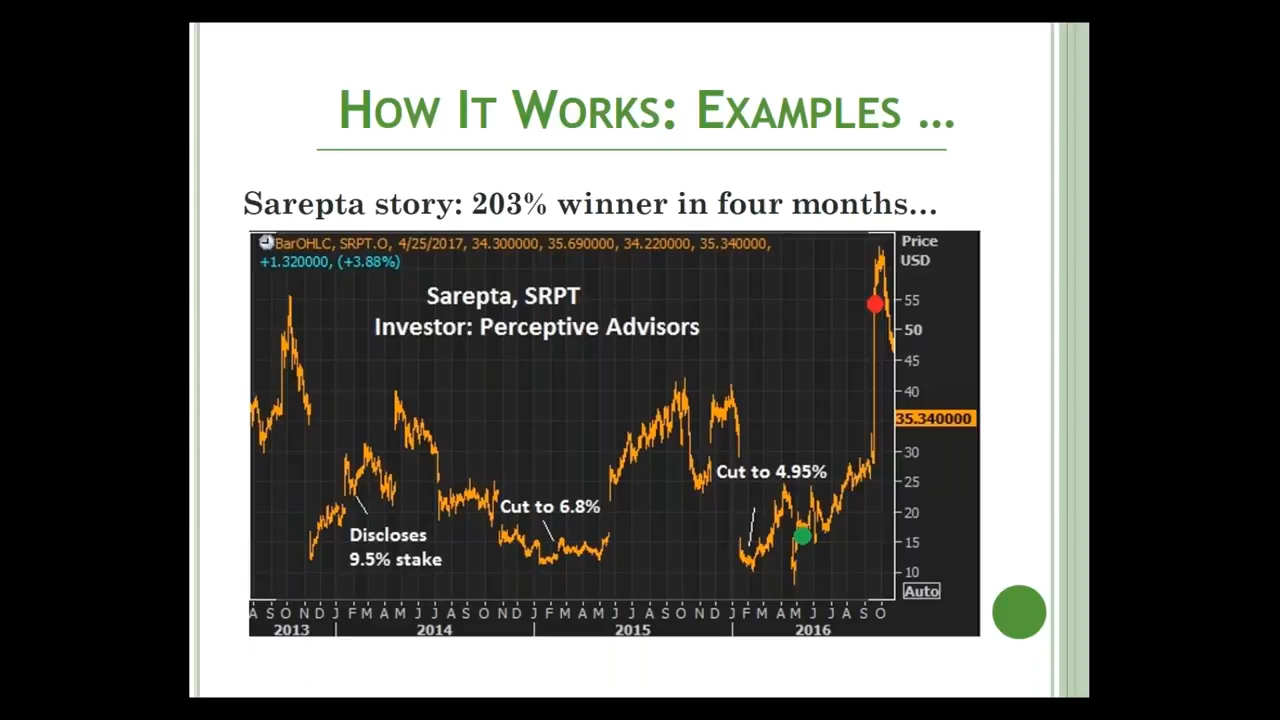 How It Works: Examples ...
Sarepta story: 203% winner in four months...
BarOHLC, SRPT.O, 4/25/2017, 34.300000, 35.690000, 34.220000, 35.340000,
+1.320000, (+3.88%)
Price
USD
Sarepta, SRPT
Investor: Perceptive Advisors
55
50
45
40
35.340000
30
25
20
15
10
Auto
Cut to 4.95%
Cut to 6.8%
Discloses
9.5% stake
A S O N D J F M A M J J A S O N D J F M A M J J A S O N D J F M A M J J A S O
2013 2014 2015 2016